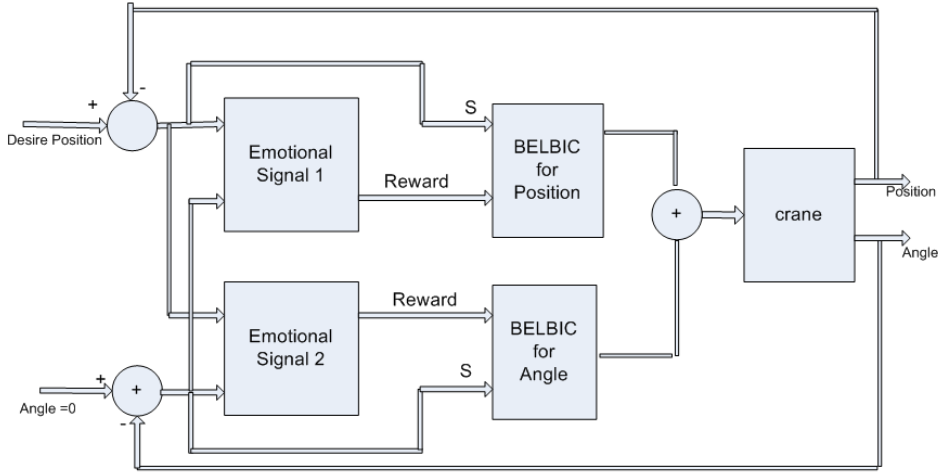 -
+
Desire Position
Emotional
Signal 1
S
Reward
BELBIC
for
Position
+
crane
Position
Angle
Emotional
Signal 2
Reward
S
BELBIC
for
Angle
+
+
Angle =0
-